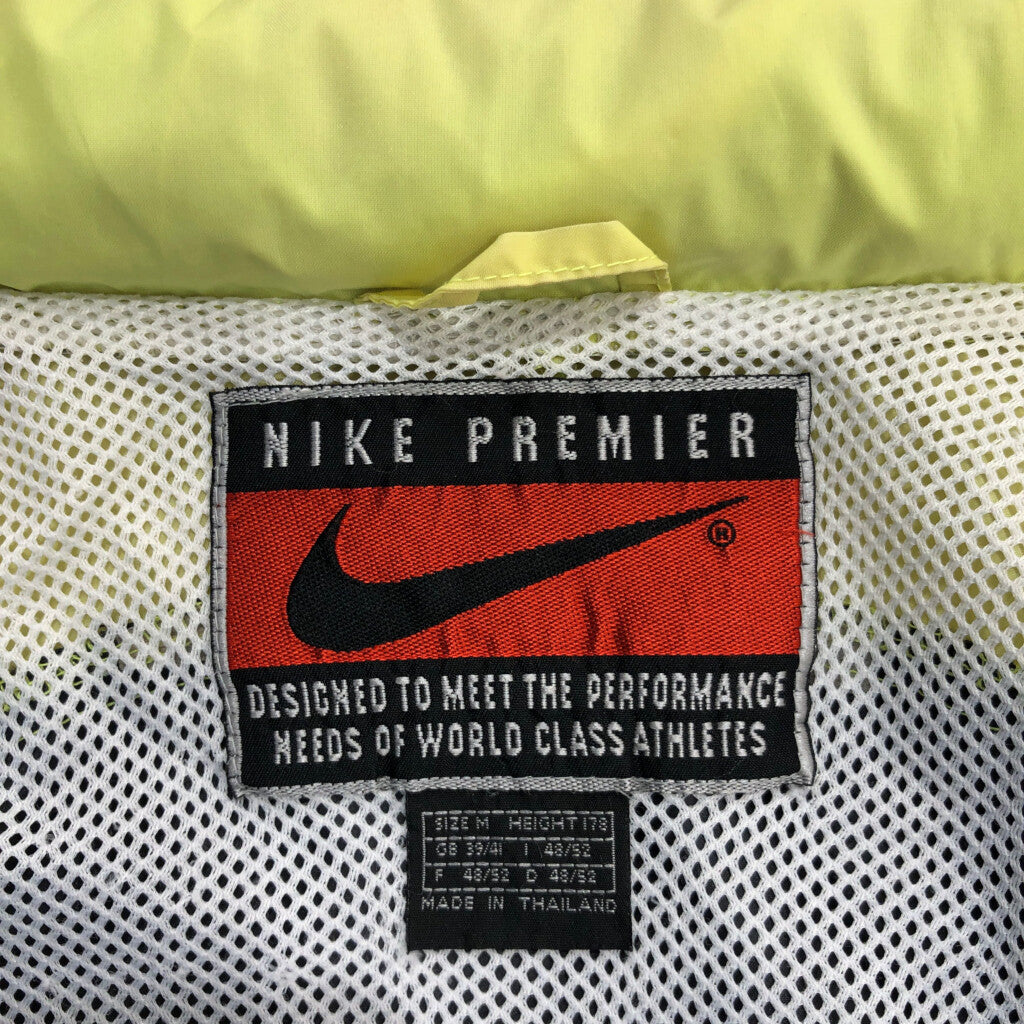 NIKE PREMIER
®
DESIGNED TO MEET THE PERFORMANCE
NEEDS OF WORLD CLASS ATHLETES
SIZE M HEIGHT 178
GB 39/41 I 48/52
F 48/52 D 48/52
MADE IN THAILAND